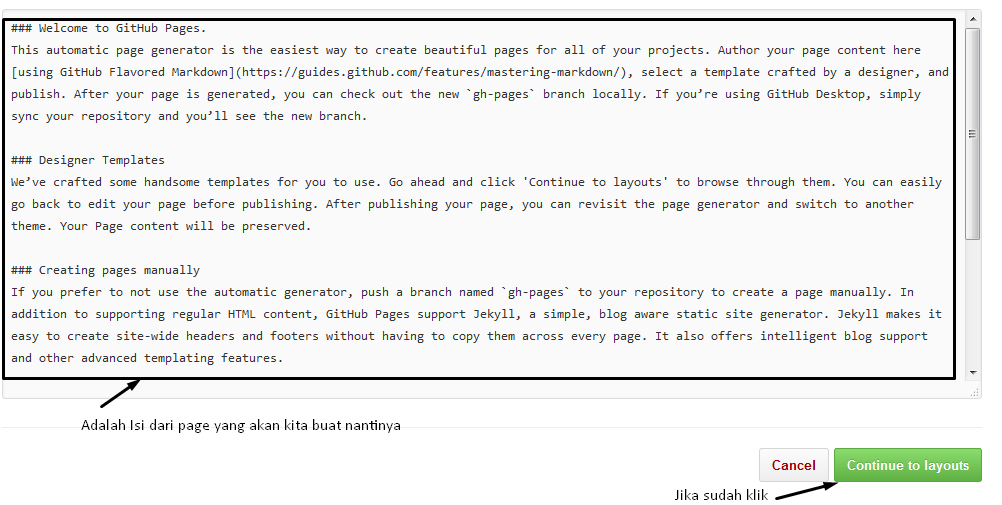 ### Welcome to GitHub Pages.
This automatic page generator is the easiest way to create beautiful pages for all of your projects. Author your page content here
[using GitHub Flavored Markdown](https://guides.github.com/features/mastering-markdown/), select a template crafted by a designer, and
publish. After your page is generated, you can check out the new `gh-pages` branch locally. If you’re using GitHub Desktop, simply
sync your repository and you’ll see the new branch.
### Designer Templates
We’ve crafted some handsome templates for you to use. Go ahead and click 'Continue to layouts' to browse through them. You can easily
go back to edit your page before publishing. After publishing your page, you can revisit the page generator and switch to another
theme. Your Page content will be preserved.
### Creating pages manually
If you prefer to not use the automatic generator, push a branch named `gh-pages` to your repository to create a page manually. In
addition to supporting regular HTML content, GitHub Pages support Jekyll, a simple, blog aware static site generator. Jekyll makes it
easy to create site-wide headers and footers without having to copy them across every page. It also offers intelligent blog support
and other advanced templating features.
Adalah Isi dari page yang akan kita buat nantinya
Cancel
Continue to layouts
Jika sudah klik